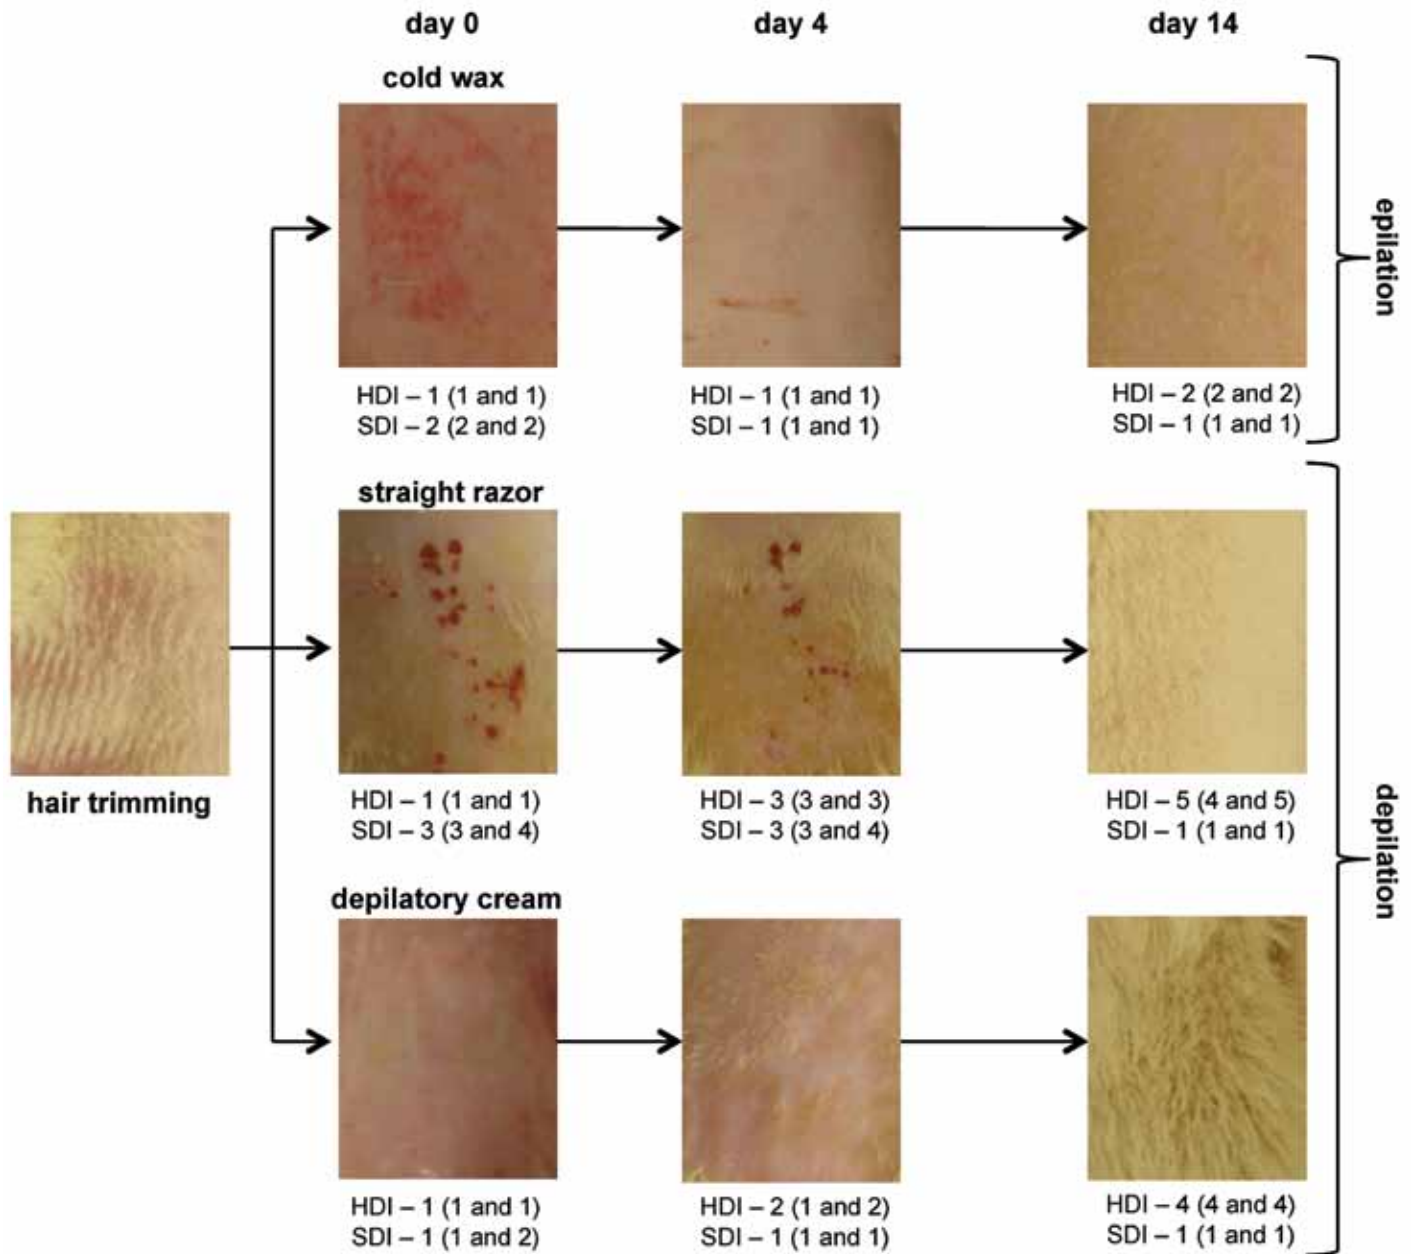 day 0
day 4
day 14
cold wax
HDI – 1 (1 and 1)
SDI – 2 (2 and 2)
HDI – 1 (1 and 1)
SDI – 1 (1 and 1)
HDI – 2 (2 and 2)
SDI – 1 (1 and 1)
epilation
straight razor
hair trimming
HDI – 1 (1 and 1)
SDI – 3 (3 and 4)
HDI – 3 (3 and 3)
SDI – 3 (3 and 4)
HDI – 5 (4 and 5)
SDI – 1 (1 and 1)
depilation
depilatory cream
HDI – 1 (1 and 1)
SDI – 1 (1 and 2)
HDI – 2 (1 and 2)
SDI – 1 (1 and 1)
HDI – 4 (4 and 4)
SDI – 1 (1 and 1)